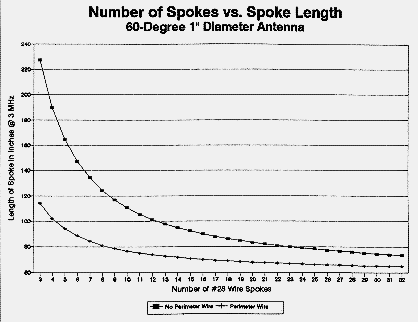 Number of Spokes vs. Spoke Length
60-Degree 1" Diameter Antenna
Length of Spoke in Inches @ 3 MHz
240
220
200
180
160
140
120
100
80
60
3 4 5 6 7 8 9 10 11 12 13 14 15 16 17 18 19 20 21 22 23 24 25 26 27 28 29 30 31 32
Number of #28 Wire Spokes
No Perimeter Wire Perimeter Wire